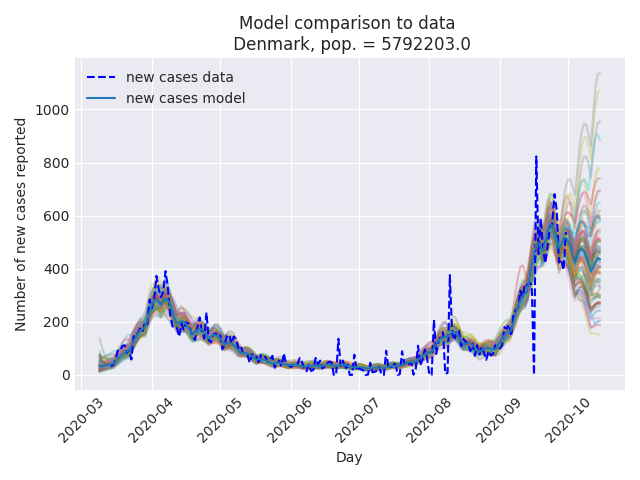 Model comparison to data
Denmark, pop. = 5792203.0
new cases data
new cases model
Number of new cases reported
1000
800
600
400
200
0
2020-03
2020-04
2020-05
2020-06
2020-07
2020-08
2020-09
2020-10
Day